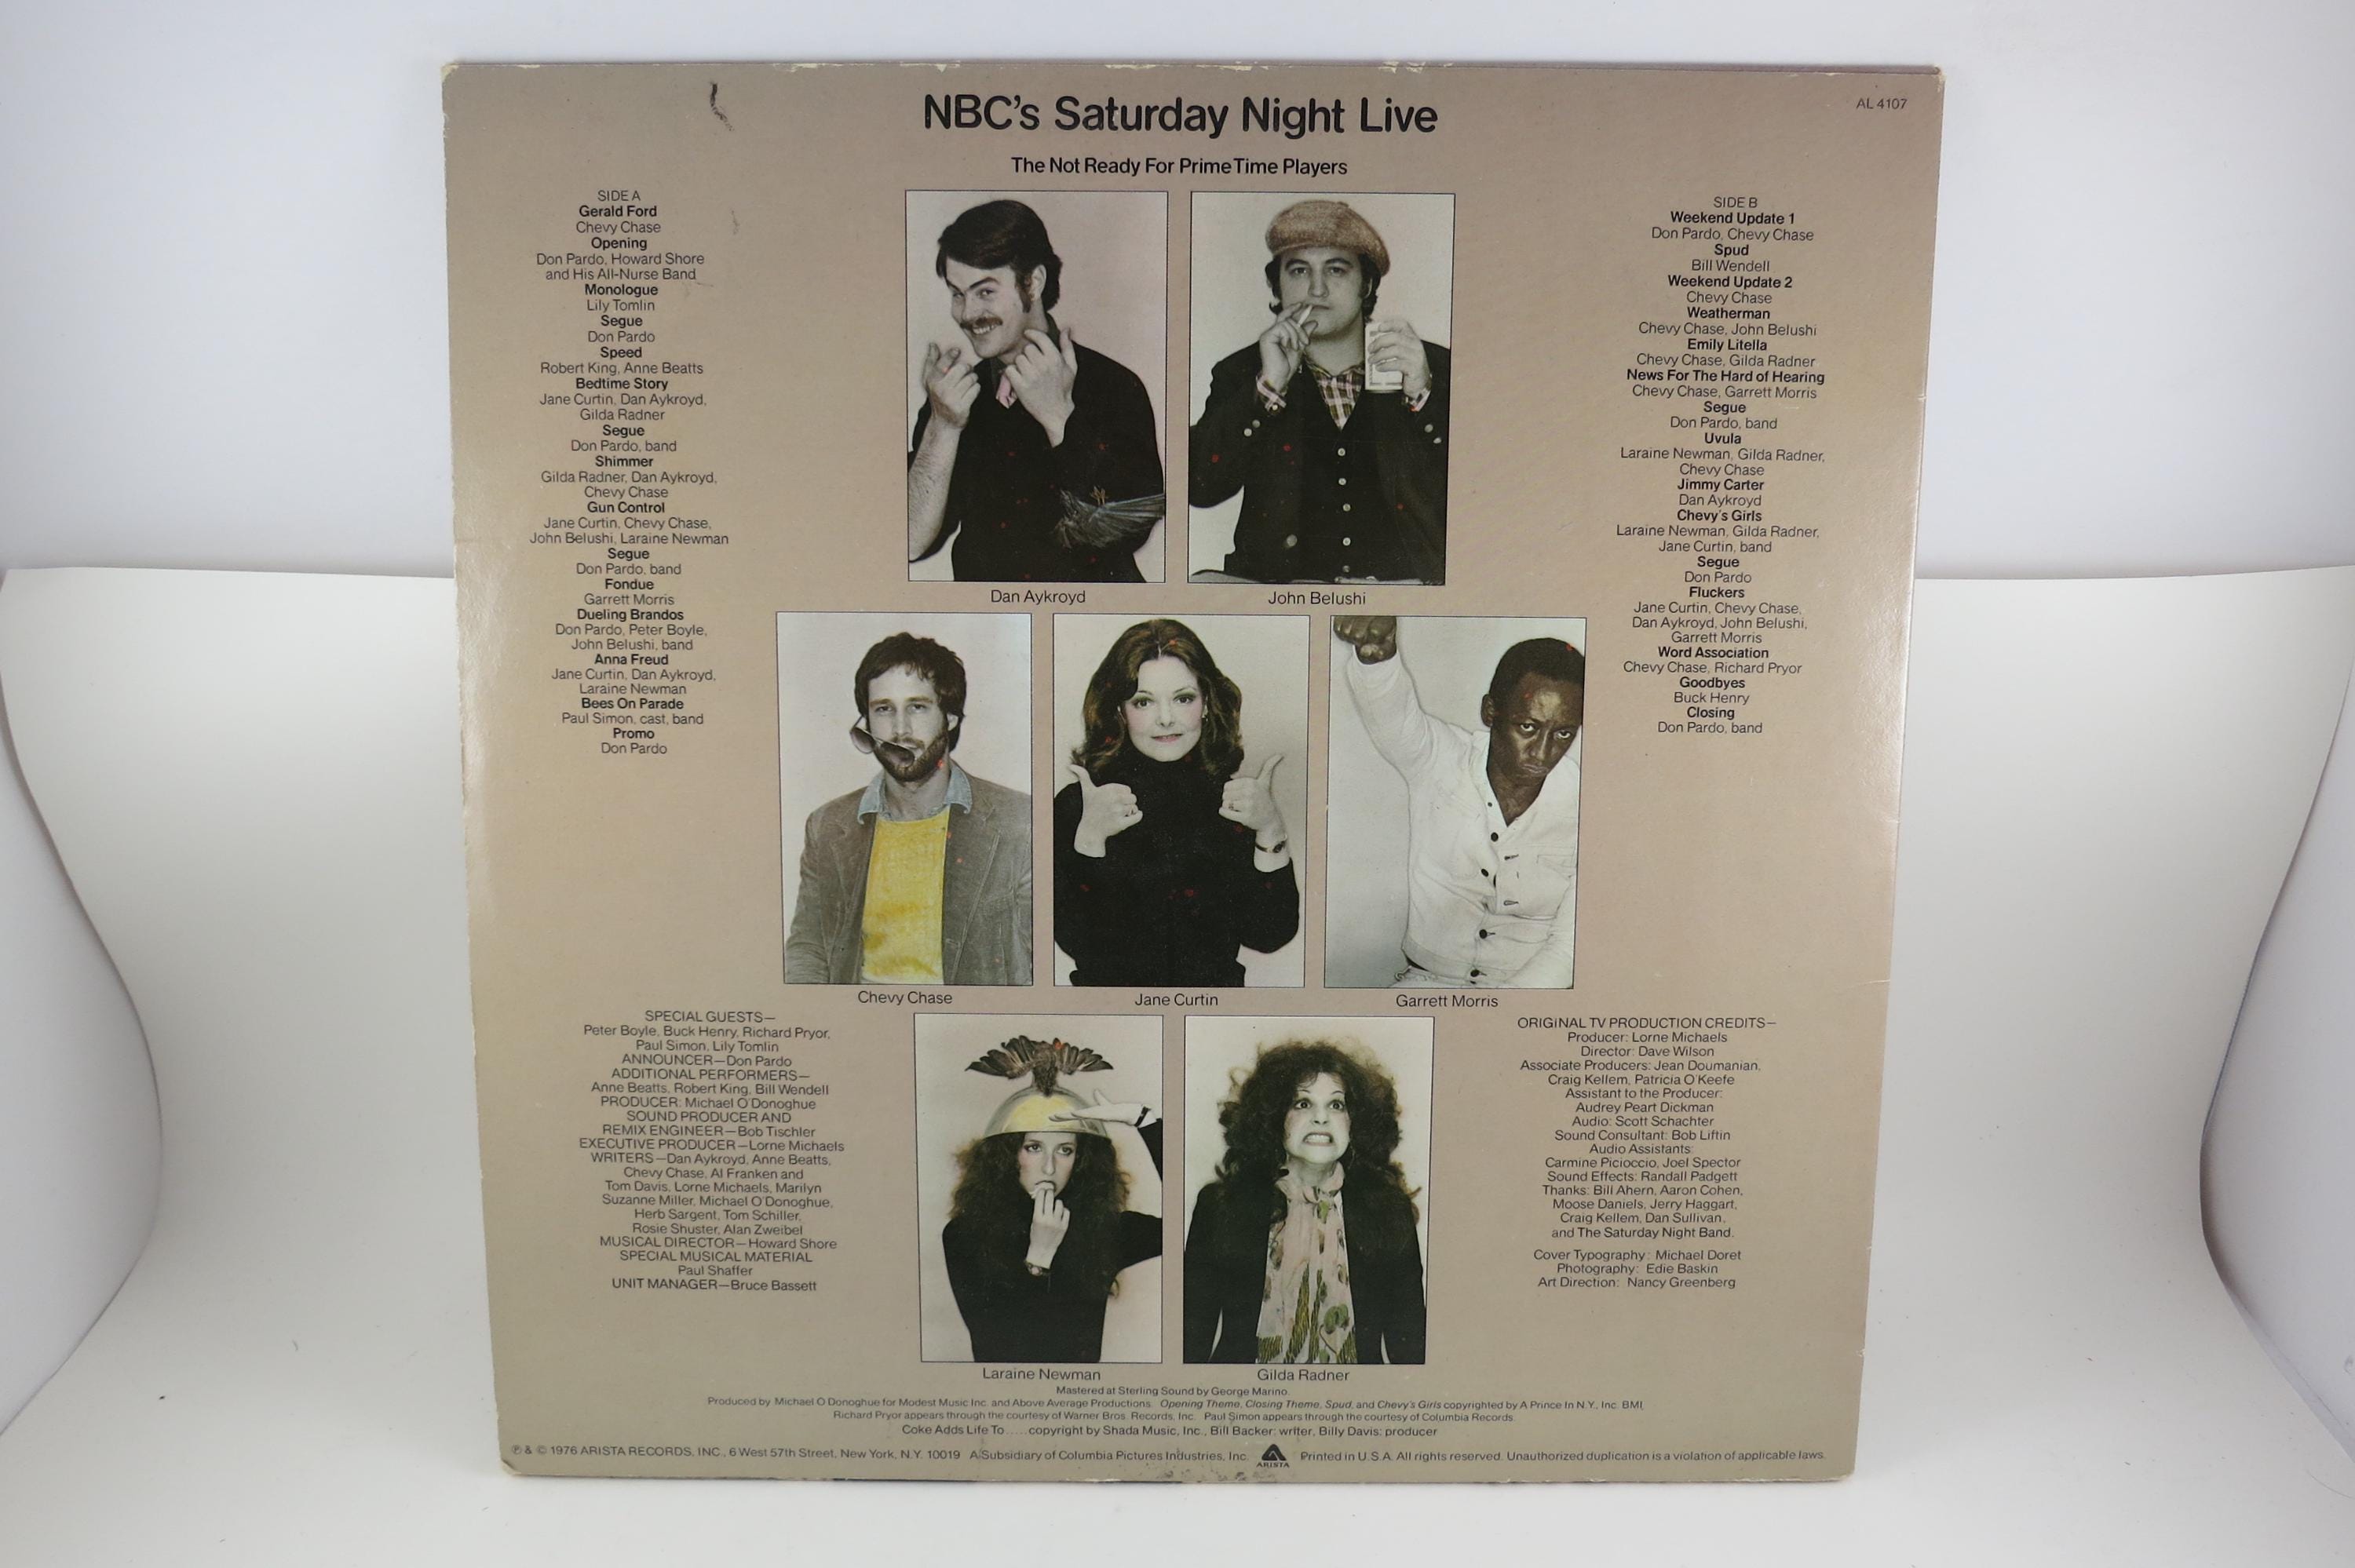 NBC's Saturday Night Live
AL 4107
The Not Ready For Prime Time Players
SIDE A
Gerald Ford
Chevy Chase
Opening
Don Pardo, Howard Shore
and His All-Nurse Band
Monologue
Lily Tomlin
Segue
Don Pardo
Speed
Robert King, Anne Beatts
Bedtime Story
Jane Curtin, Dan Aykroyd,
Gilda Radner
Segue
Don Pardo, band
Shimmer
Gilda Radner, Dan Aykroyd,
Chevy Chase
Gun Control
Jane Curtin, Chevy Chase,
John Belushi, Laraine Newman
Segue
Don Pardo, band
Fondue
Garrett Morris
Dueling Brandos
Don Pardo, Peter Boyle,
John Belushi, band
Anna Freud
Jane Curtin, Dan Aykroyd,
Laraine Newman
Bees On Parade
Paul Simon, cast, band
Promo
Don Pardo
SIDE B
Weekend Update 1
Don Pardo, Chevy Chase
Spud
Bill Wendell
Weekend Update 2
Chevy Chase
Weatherman
Chevy Chase, John Belushi
Emily Litella
Chevy Chase, Gilda Radner
News For The Hard of Hearing
Chevy Chase, Garrett Morris
Segue
Don Pardo, band
Uvula
Laraine Newman, Gilda Radner,
Chevy Chase
Jimmy Carter
Dan Aykroyd
Chevy's Girls
Laraine Newman, Gilda Radner,
Jane Curtin, band
Segue
Don Pardo
Fluckers
Jane Curtin, Chevy Chase,
Dan Aykroyd, John Belushi,
Garrett Morris
Word Association
Chevy Chase, Richard Pryor
Goodbyes
Buck Henry
Closing
Don Pardo, band
Dan Aykroyd
John Belushi
Chevy Chase
Jane Curtin
Garrett Morris
SPECIAL GUESTS—
Peter Boyle, Buck Henry, Richard Pryor,
Paul Simon, Lily Tomlin
ANNOUNCER—Don Pardo
ADDITIONAL PERFORMERS—
Anne Beatts, Robert King, Bill Wendell
PRODUCER: Michael O'Donoghue
SOUND PRODUCER AND
REMIX ENGINEER—Bob Tischler
EXECUTIVE PRODUCER—Lorne Michaels
WRITERS—Dan Aykroyd, Anne Beatts,
Chevy Chase, Al Franken and
Tom Davis, Lorne Michaels, Marilyn
Suzanne Miller, Michael O'Donoghue,
Herb Sargent, Tom Schiller,
Rosie Shuster, Alan Zweibel
MUSICAL DIRECTOR—Howard Shore
SPECIAL MUSICAL MATERIAL
Paul Shaffer
UNIT MANAGER—Bruce Bassett
ORIGINAL TV PRODUCTION CREDITS—
Producer: Lorne Michaels
Director: Dave Wilson
Associate Producers: Jean Doumanian,
Craig Kellem, Patricia O'Keefe
Assistant to the Producer:
Audrey Peart Dickman
Audio: Scott Schachter
Sound Consultant: Bob Liftin
Audio Assistants:
Carmine Picioccio, Joel Spector
Sound Effects: Randall Padgett
Thanks: Bill Ahern, Aaron Cohen,
Moose Daniels, Jerry Haggart,
Craig Kellem, Dan Sullivan,
and The Saturday Night Band.
Cover Typography: Michael Doret
Photography: Edie Baskin
Art Direction: Nancy Greenberg
Laraine Newman
Gilda Radner
Mastered at Sterling Sound by George Marino.
Produced by Michael O'Donoghue for Modest Music Inc. and Above Average Productions. Opening Theme, Closing Theme, Spud, and Chevy's Girls copyrighted by A Prince In N.Y., Inc. BMI.
Richard Pryor appears through the courtesy of Warner Bros. Records, Inc. Paul Simon appears through the courtesy of Columbia Records
Coke Adds Life To.....copyright by Shada Music, Inc., Bill Backer: writer, Billy Davis: producer
℗ & © 1976 ARISTA RECORDS, INC., 6 West 57th Street, New York, N.Y. 10019 A Subsidiary of Columbia Pictures Industries, Inc. ARISTA Printed in U.S.A. All rights reserved. Unauthorized duplication is a violation of applicable laws.